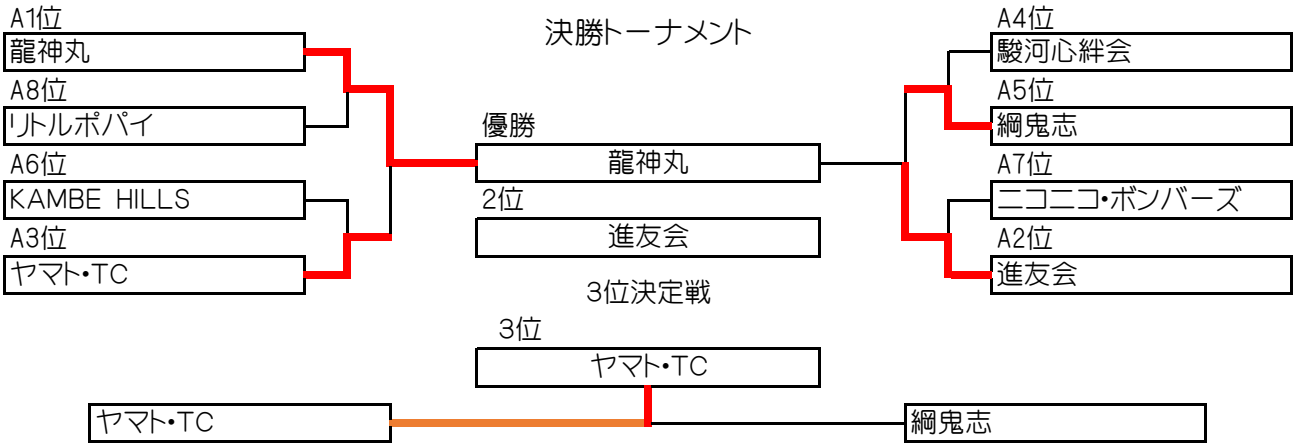 決勝トーナメント
A1位
龍神丸
A8位
リトルポパイ
A6位
KAMBE HILLS
A3位
ヤマト・TC
優勝
龍神丸
2位
進友会
A4位
駿河心絆会
A5位
綱鬼志
A7位
ニコニコ・ボンバーズ
A2位
進友会
3位決定戦
3位
ヤマト・TC
ヤマト・TC
綱鬼志